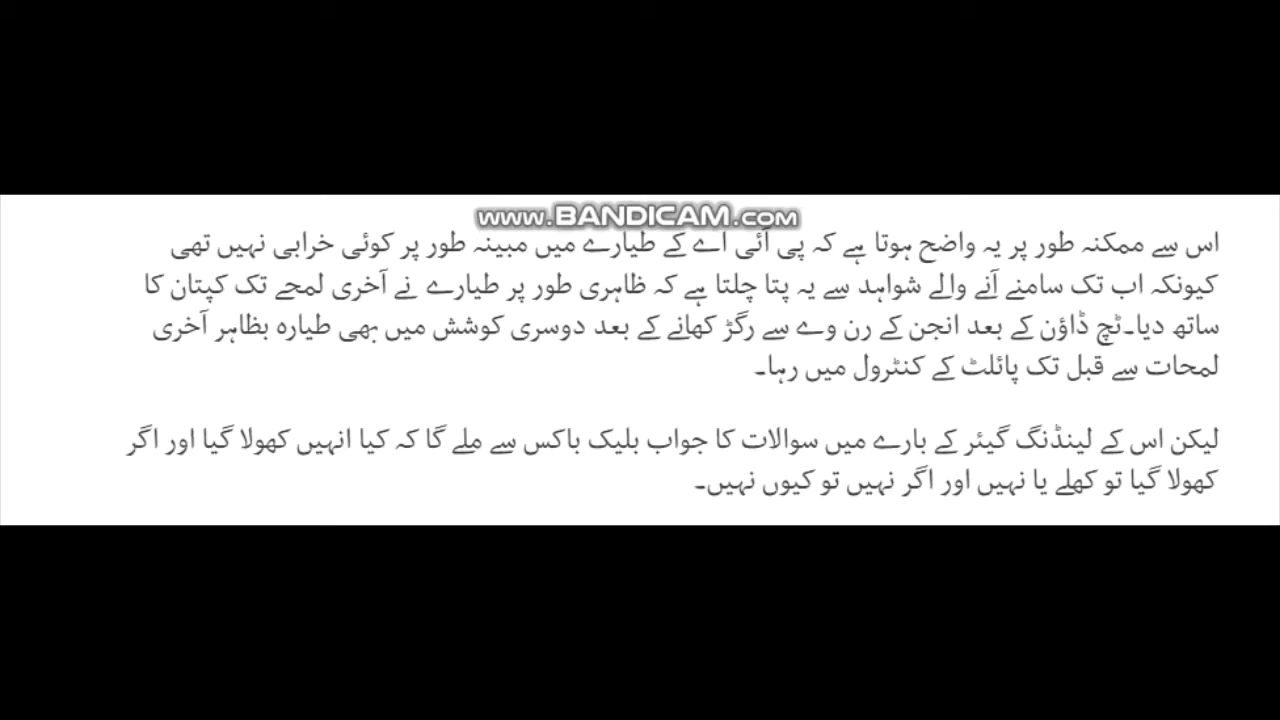 www.BANDICAM.com
اس سے ممکنہ طور پر یہ واضح ہوتا ہے کہ پی آئی اے کے طیارے میں مبینہ طور پر کوئی خرابی نہیں تھی
کیونکہ اب تک سامنے آنے والے شواہد سے یہ پتا چلتا ہے کہ ظاہری طور پر طیارے نے آخری لمحے تک کپتان کا
ساتھ دیا۔ٹچ ڈاؤن کے بعد انجن کے رن وے سے رگڑ کھانے کے بعد دوسری کوشش میں بھی طیارہ بظاہر آخری
لمحات سے قبل تک پائلٹ کے کنٹرول میں رہا۔
لیکن اس کے لینڈنگ گیئر کے بارے میں سوالات کا جواب بلیک باکس سے ملے گا کہ کیا انہیں کھولا گیا اور اگر
کھولا گیا تو کھلے یا نہیں اور اگر نہیں تو کیوں نہیں۔